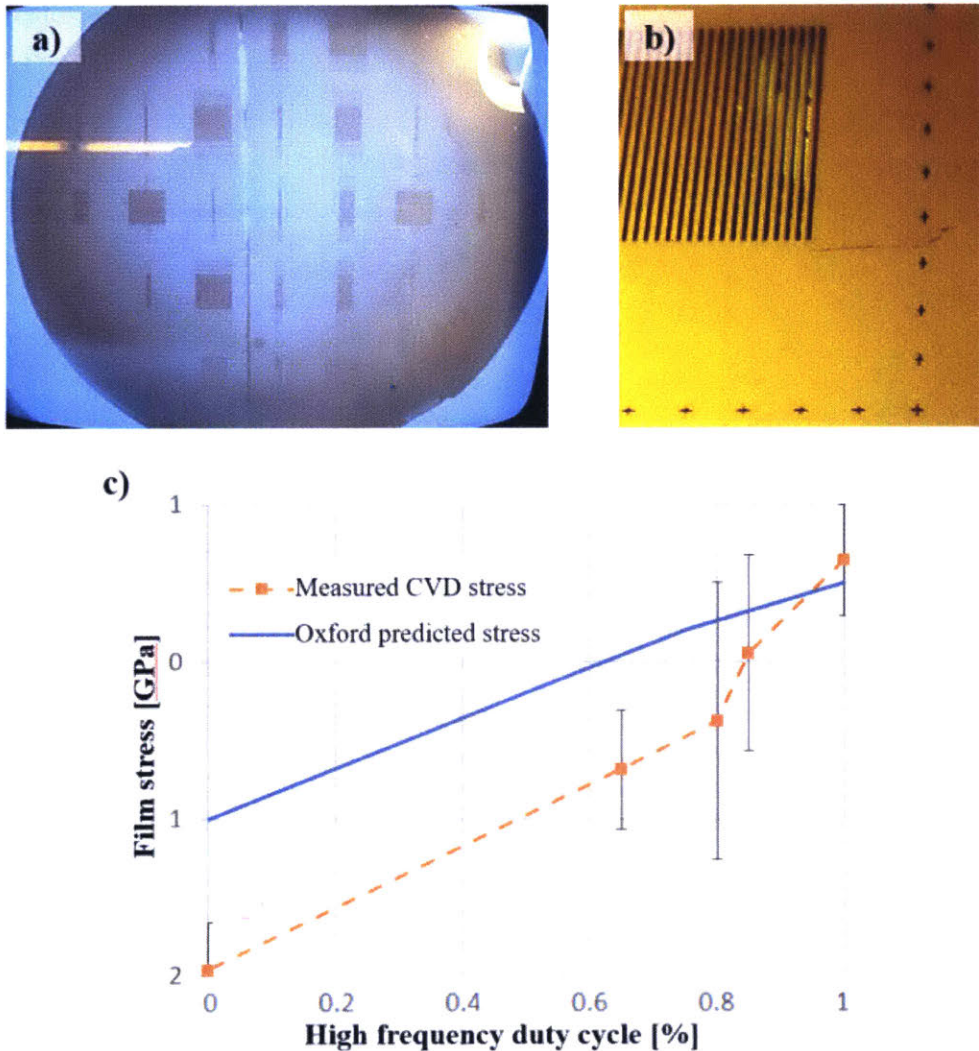 a)
b)
c)
1
Measured CVD stress
Oxford predicted stress
0
1
2
Film stress [GPa]
0 0.2 0.4 0.6 0.8 1
High frequency duty cycle [%]